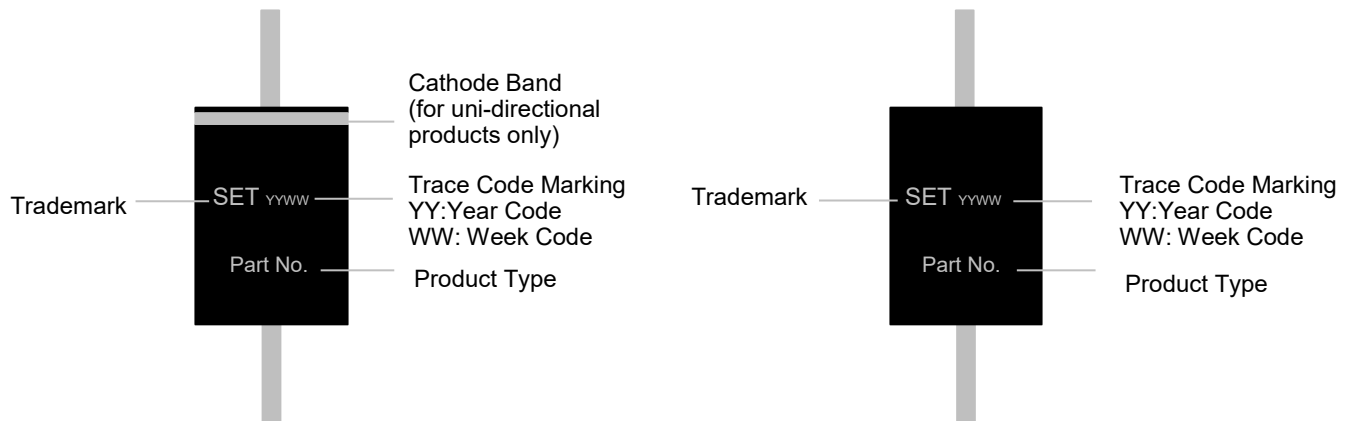 Cathode Band
(for uni-directional
products only)
Trademark
SET YYWW
Trace Code Marking
YY:Year Code
WW: Week Code
Part No.
Product Type
Trademark
SET YYWW
Trace Code Marking
YY:Year Code
WW: Week Code
Part No.
Product Type